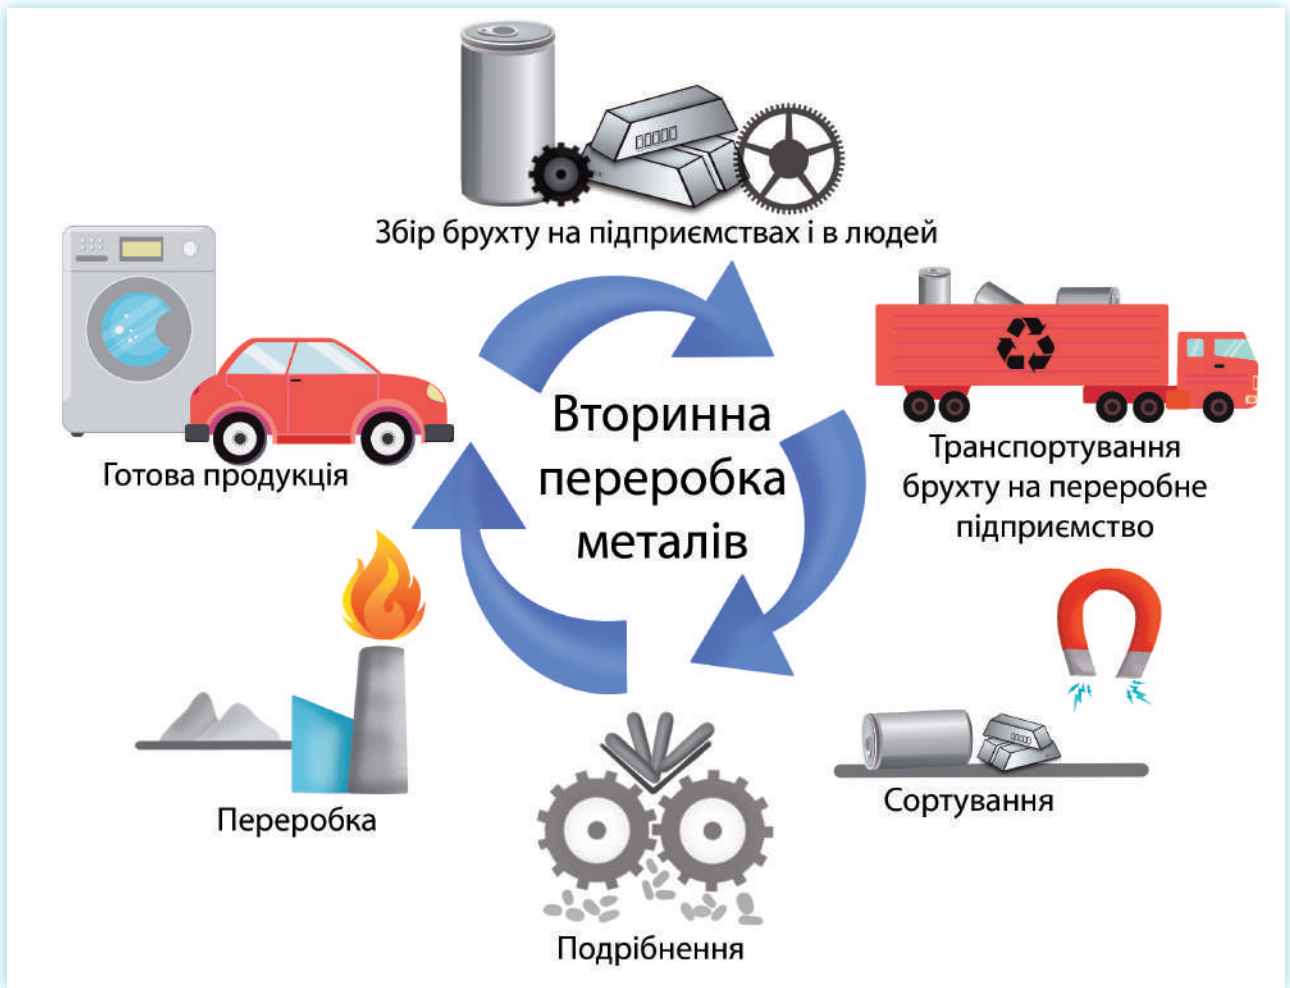 Збір брухту на підприємствах і в людей
Готова продукція
Вторинна
переробка
металів
Транспортування
брухту на переробне
підприємство
Переробка
Сортування
Подрібнення